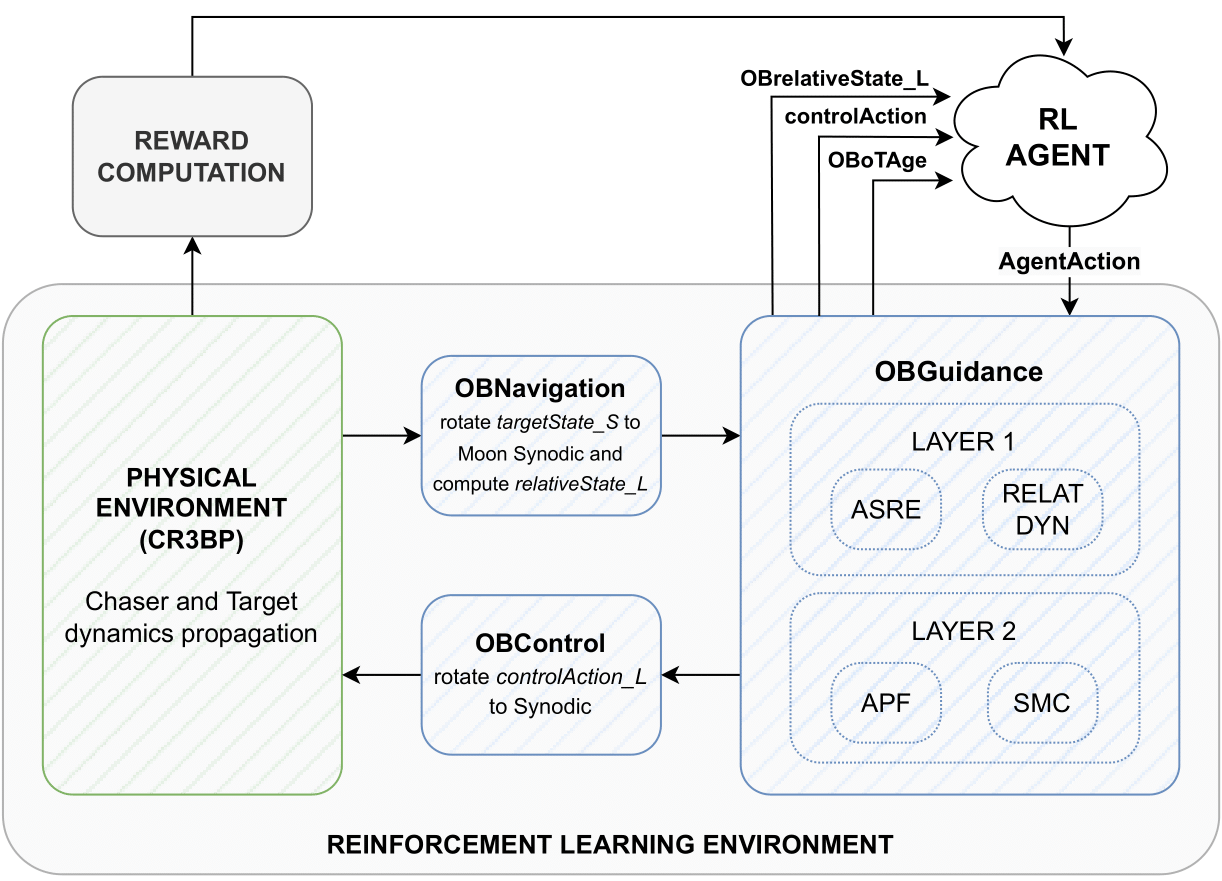 REWARD
COMPUTATION
OBrelativeState_L
controlAction
OBoTAge
RL
AGENT
AgentAction
PHYSICAL
ENVIRONMENT
(CR3BP)
Chaser and Target
dynamics propagation
OBNavigation
rotate targetState_S to
Moon Synodic and
compute relativeState_L
OBControl
rotate controlAction_L
to Synodic
OBGuidance
LAYER 1
ASRE
RELAT
DYN
LAYER 2
APF
SMC
REINFORCEMENT LEARNING ENVIRONMENT